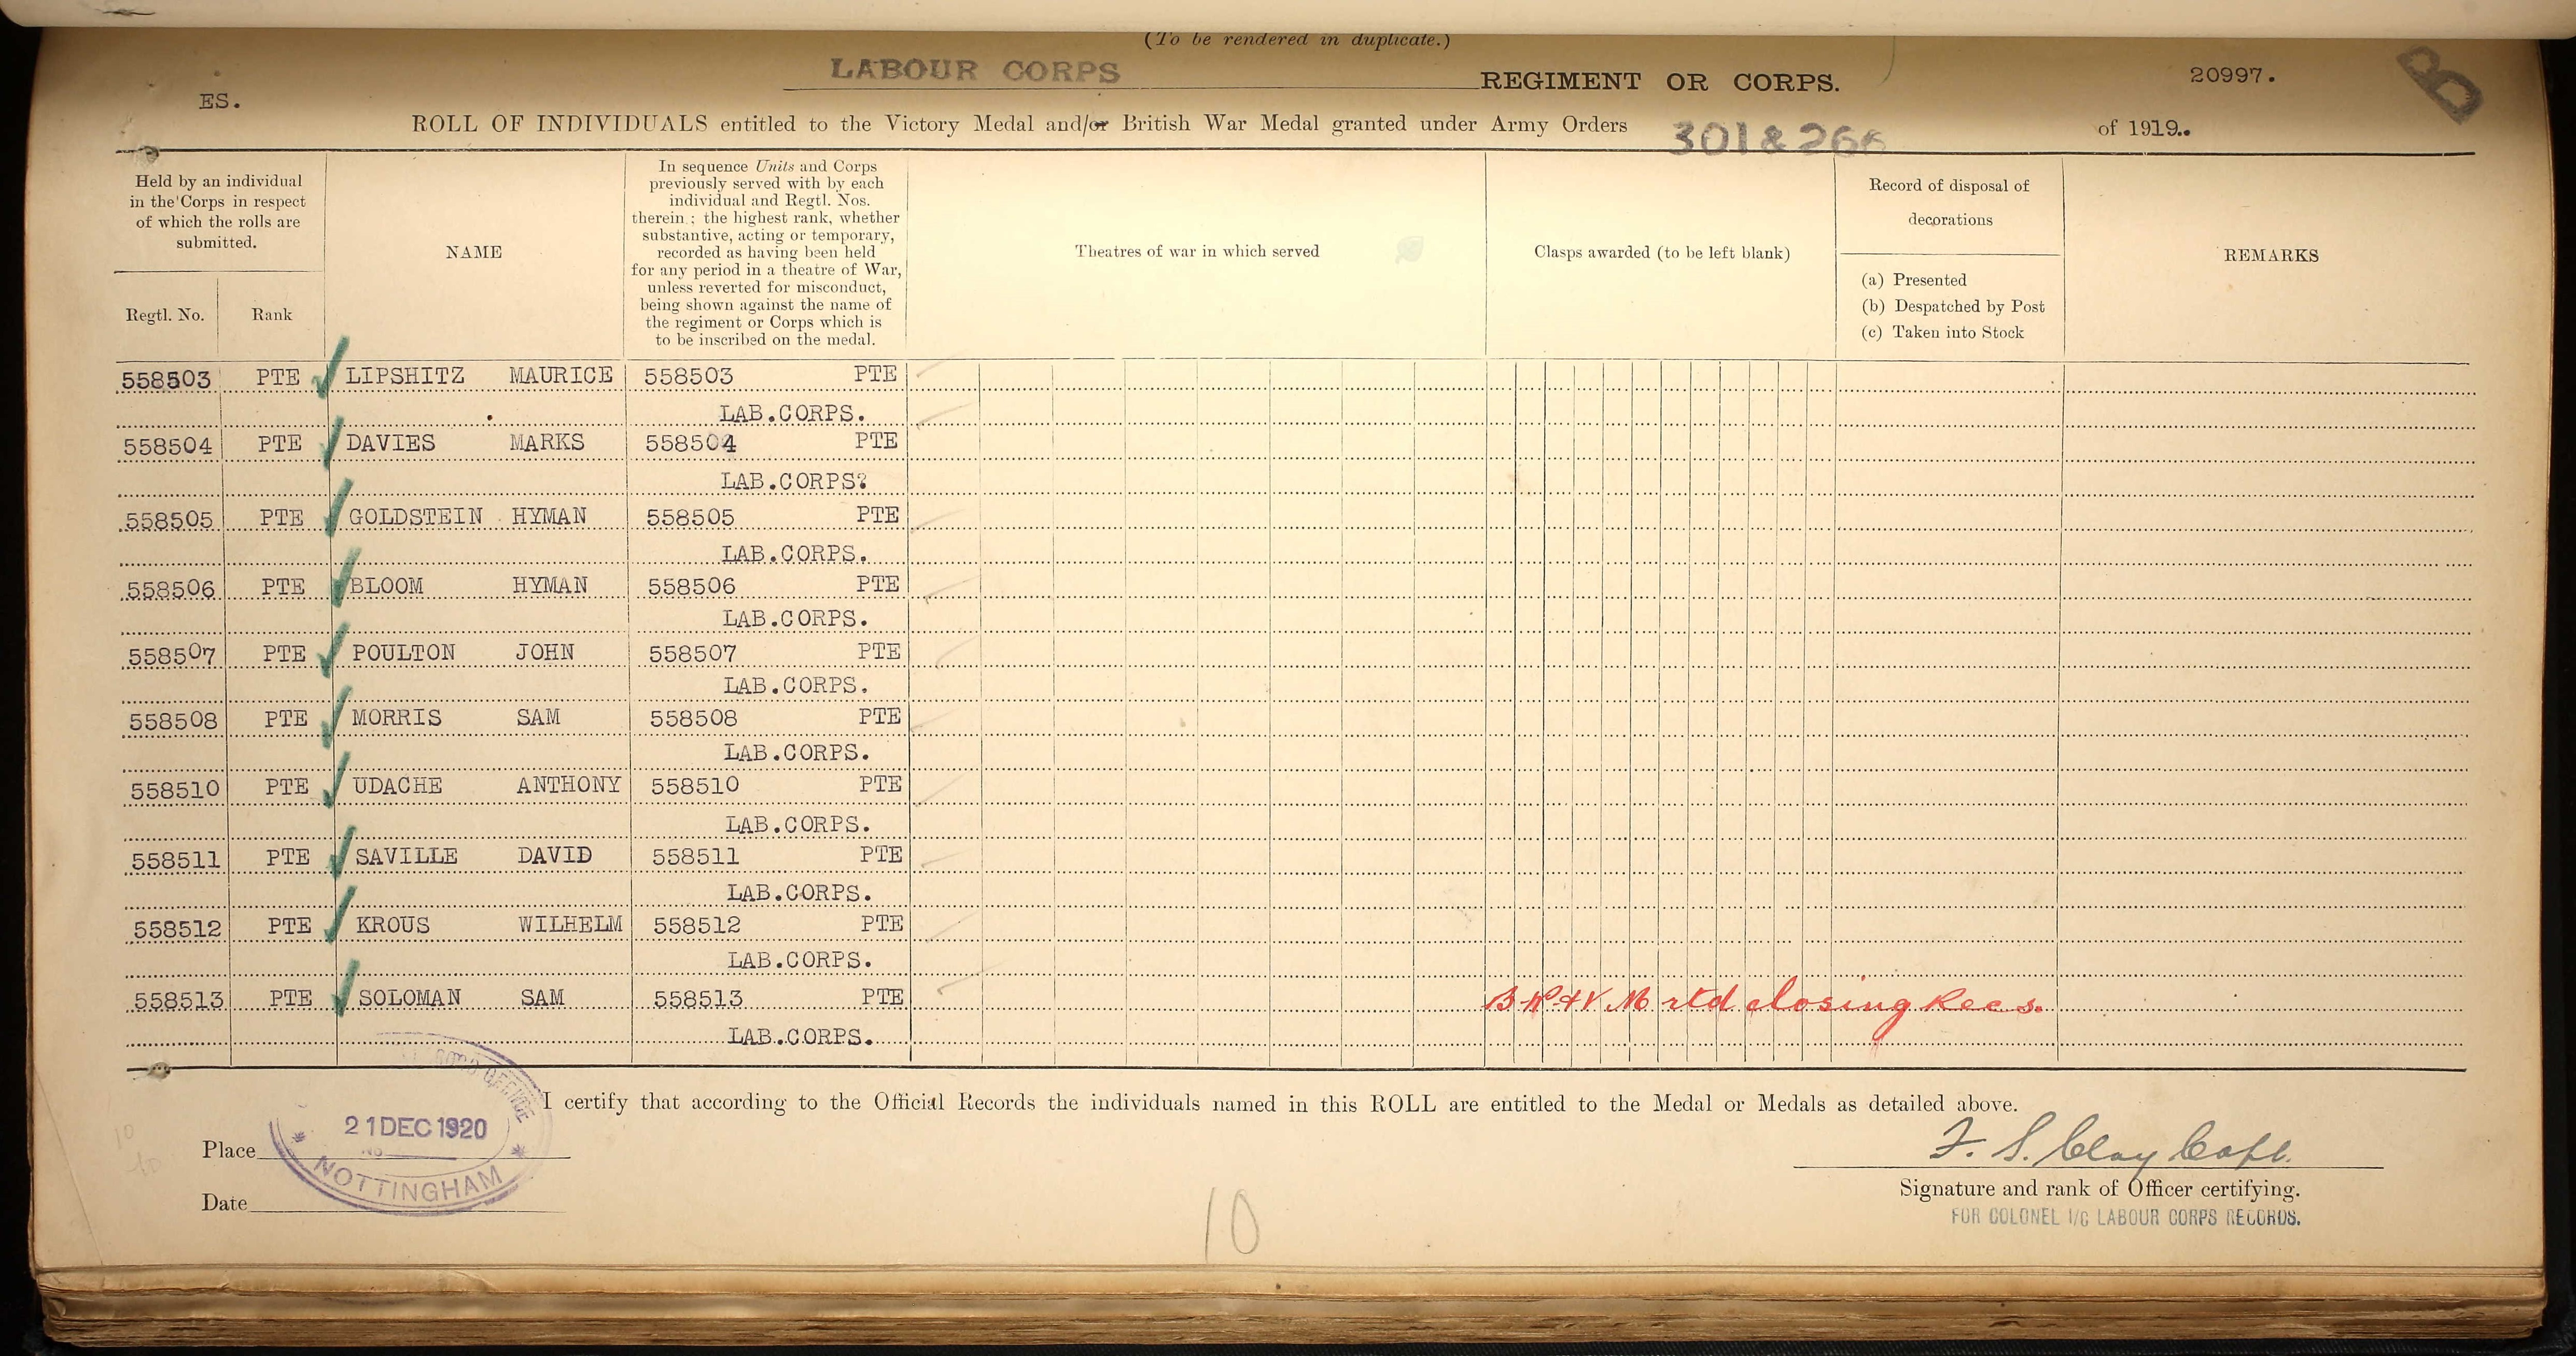 (To be rendered in duplicate.)
LABOUR CORPS REGIMENT OR CORPS. 20997.
B
ES.
ROLL OF INDIVIDUALS entitled to the Victory Medal and/or British War Medal granted under Army Orders 301 & 266 of 1919..
Held by an individual
in the Corps in respect
of which the rolls are
submitted.
Regtl. No. Rank
NAME
In sequence Units and Corps
previously served with by each
individual and Regtl. Nos.
therein; the highest rank, whether
substantive, acting or temporary,
recorded as having been held
for any period in a theatre of War,
unless reverted for misconduct,
being shown against the name of
the regiment or Corps which is
to be inscribed on the medal.
Theatres of war in which served
Clasps awarded (to be left blank)
Record of disposal of
decorations
(a) Presented
(b) Despatched by Post
(c) Taken into Stock
REMARKS
558503 PTE LIPSHITZ MAURICE 558503 PTE
LAB.CORPS.
558504 PTE DAVIES MARKS 558504 PTE
LAB.CORPS?
558505 PTE GOLDSTEIN HYMAN 558505 PTE
LAB.CORPS.
558506 PTE BLOOM HYMAN 558506 PTE
LAB.CORPS.
558507 PTE POULTON JOHN 558507 PTE
LAB.CORPS.
558508 PTE MORRIS SAM 558508 PTE
LAB.CORPS.
558510 PTE UDACHE ANTHONY 558510 PTE
LAB.CORPS.
558511 PTE SAVILLE DAVID 558511 PTE
LAB.CORPS.
558512 PTE KROUS WILHELM 558512 PTE
LAB.CORPS.
558513 PTE SOLOMAN SAM 558513 PTE B.W.&V.M rtd closing Recs.
LAB.CORPS.
I certify that according to the Official Records the individuals named in this ROLL are entitled to the Medal or Medals as detailed above.
OFFICE
21 DEC 1920
No
NOTTINGHAM
Place
Date
F. S. Clay Capt.
Signature and rank of Officer certifying.
FOR COLONEL I/C LABOUR CORPS RECORDS.
10